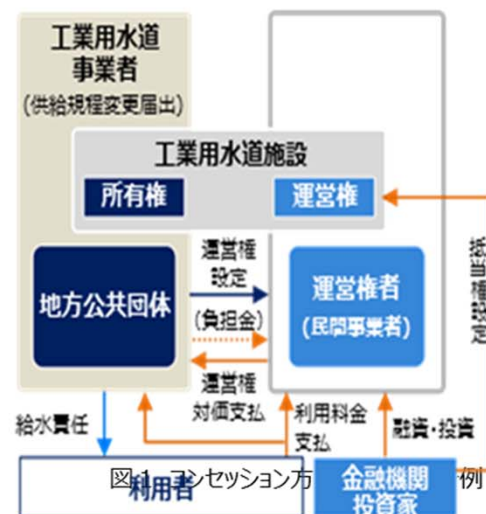 工業用水道
事業者
(供給規程変更届出)
工業用水道施設
所有権
運営権
運営権
設定
地方公共団体
(負担金)
運営権者
(民間事業者)
運営権
対価支払
抵当権設定
給水責任
利用料金
支払
融資・投資
図1 コンセッション方
例
利用者
金融機関
投資家